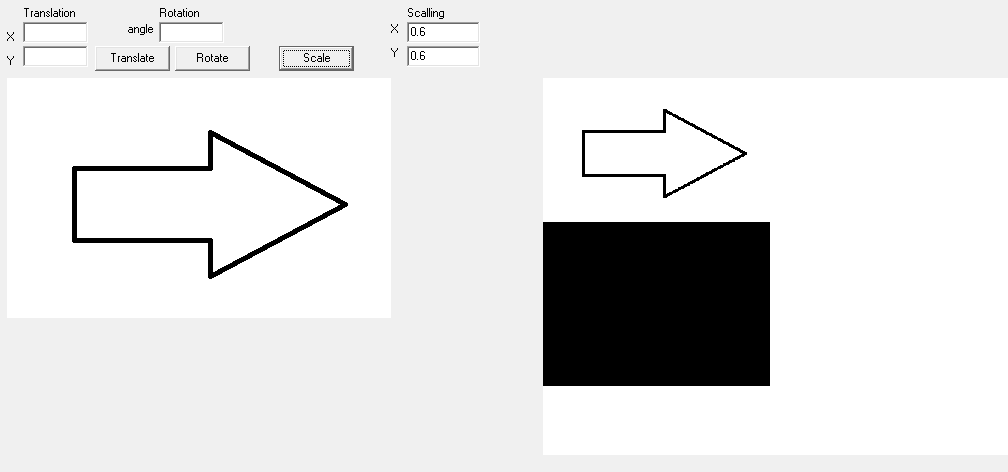 Translation Rotation Scalling
X angle X 0.6
Y Translate Rotate Scale Y 0.6